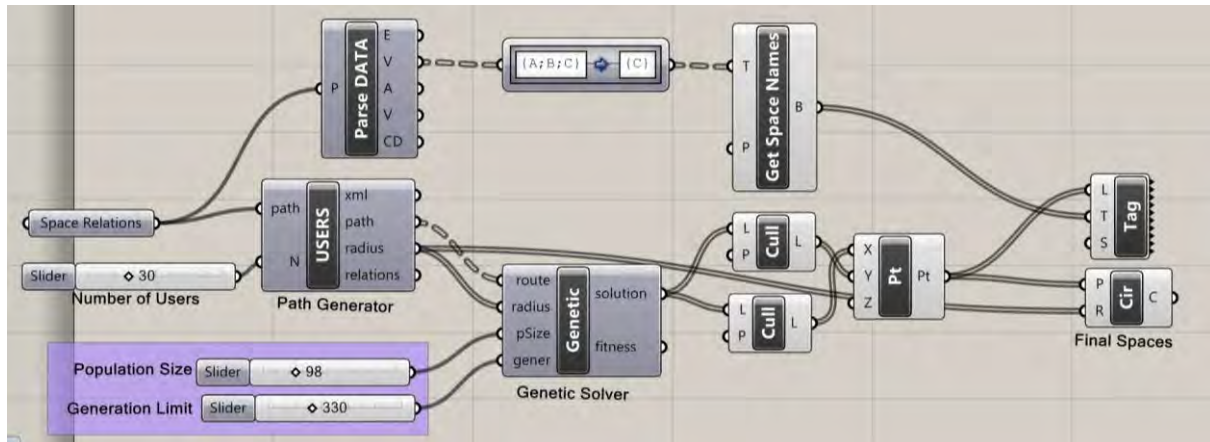 Parse DATA
P
E
V
A
V
CD
{A;B;C}
{C}
Get Space Names
T
P
B
Space Relations
Slider
30
Number of Users
USERS
path
N
xml
path
radius
relations
Path Generator
Genetic
route
radius
pSize
gener
solution
fitness
Genetic Solver
Population Size
Slider
98
Generation Limit
Slider
330
Cull
L
P
L
Cull
L
P
L
Pt
X
Y
Z
Pt
Tag
L
T
S
Cir
P
R
C
Final Spaces